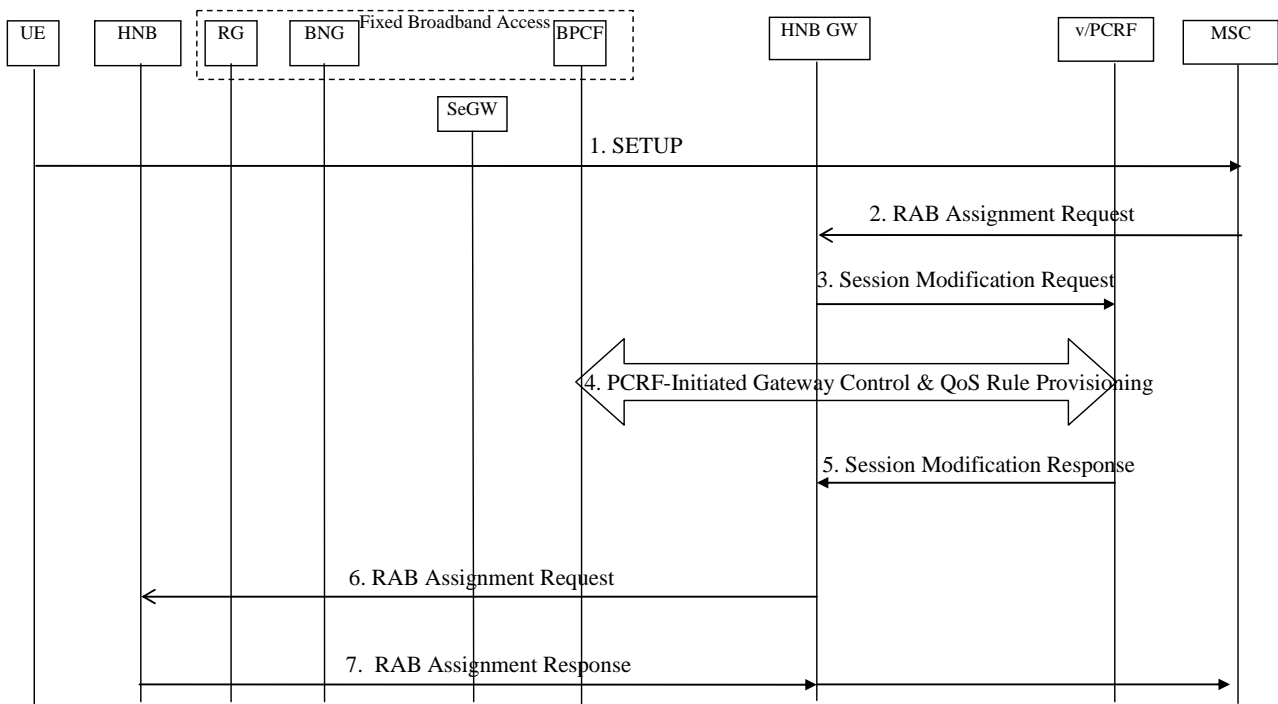 Fixed Broadband Access
UE
HNB
RG
BNG
BPCF
HNB GW
v/PCRF
MSC
SeGW
1. SETUP
2. RAB Assignment Request
3. Session Modification Request
4. PCRF-Initiated Gateway Control & QoS Rule Provisioning
5. Session Modification Response
6. RAB Assignment Request
7. RAB Assignment Response